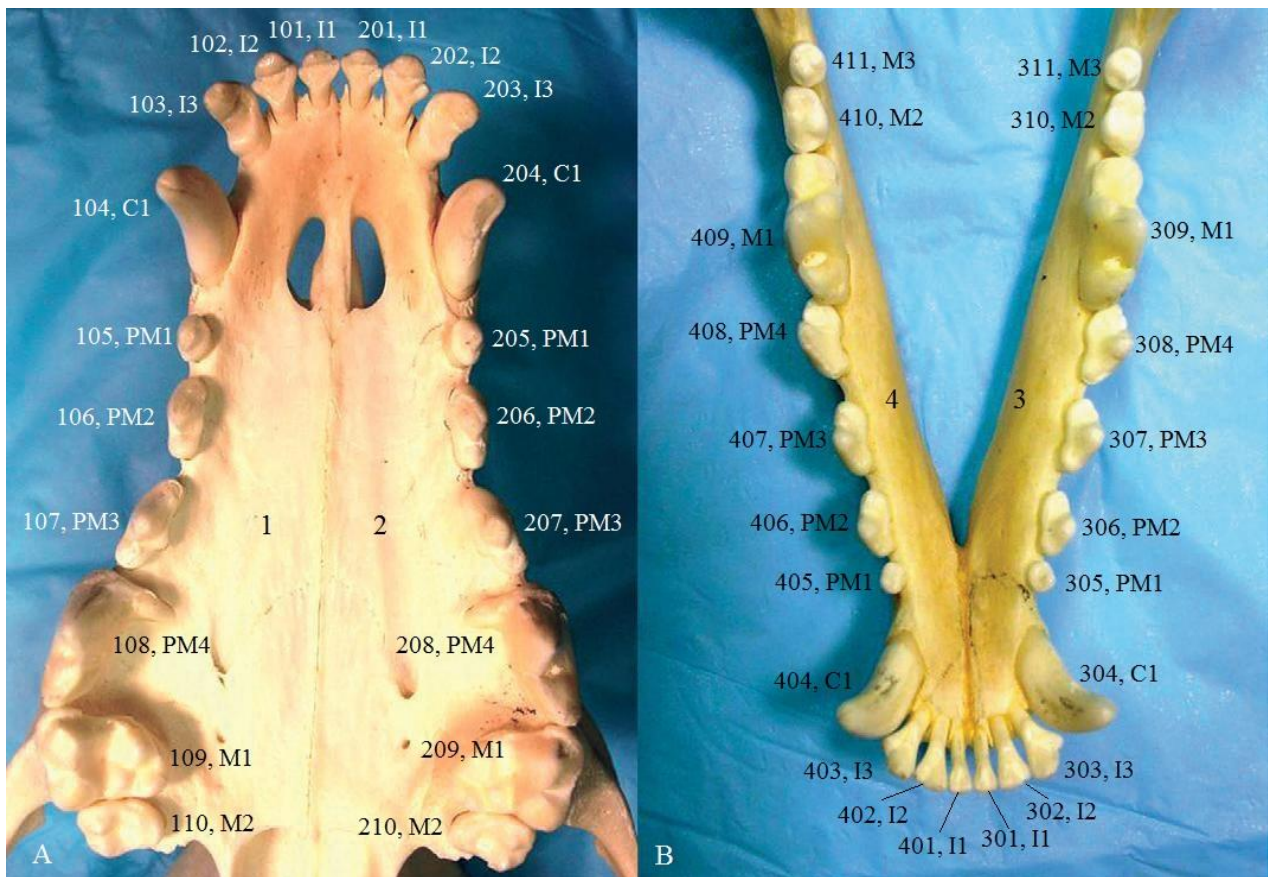 101, I1
201, I1
102, I2
202, I2
103, I3
203, I3
104, C1
204, C1
105, PM1
205, PM1
106, PM2
206, PM2
107, PM3
1
2
207, PM3
108, PM4
208, PM4
109, M1
209, M1
110, M2
210, M2
A
411, M3
311, M3
410, M2
310, M2
409, M1
309, M1
408, PM4
308, PM4
4
3
407, PM3
307, PM3
406, PM2
306, PM2
405, PM1
305, PM1
404, C1
304, C1
403, I3
303, I3
402, I2
302, I2
401, I1
301, I1
B